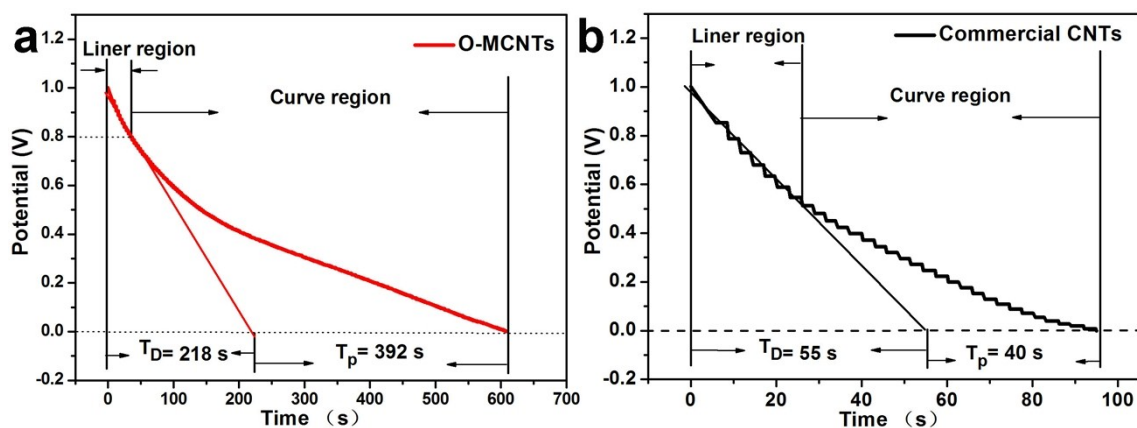 a
O-MCNTs
Liner region
Curve region
1.2
1.0
0.8
0.6
0.4
0.2
0.0
-0.2
Potential (V)
T_D= 218 s
T_p= 392 s
0 100 200 300 400 500 600 700
Time （s）
b
Commercial CNTs
Liner region
Curve region
1.2
1.0
0.8
0.6
0.4
0.2
0.0
-0.2
Potential (V)
T_D= 55 s
T_p= 40 s
0 20 40 60 80 100
Time （s）